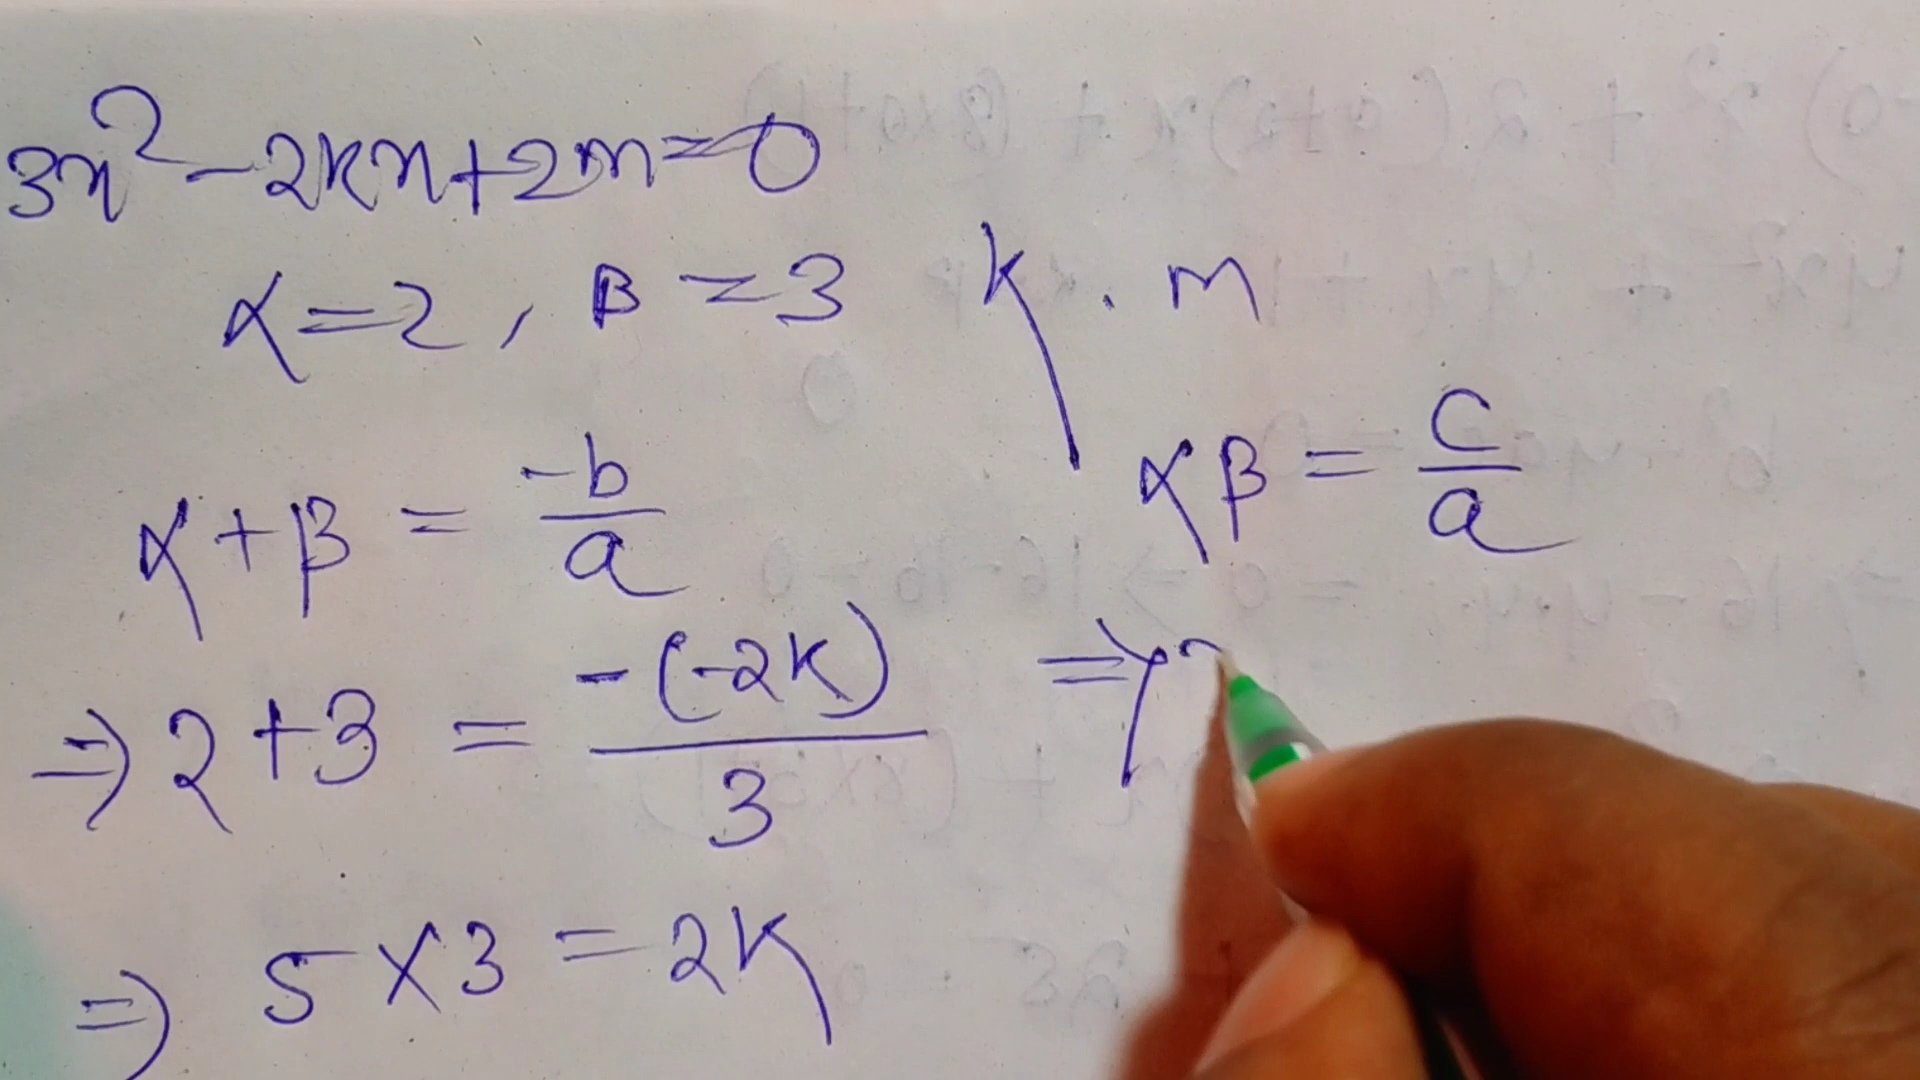 3x² - 2kx + 2m = 0
α = 2, β = 3 k . m
α + β = -b/a
αβ = c/a
⇒ 2 + 3 = -(-2k)/3
⇒
⇒ 5 × 3 = 2k